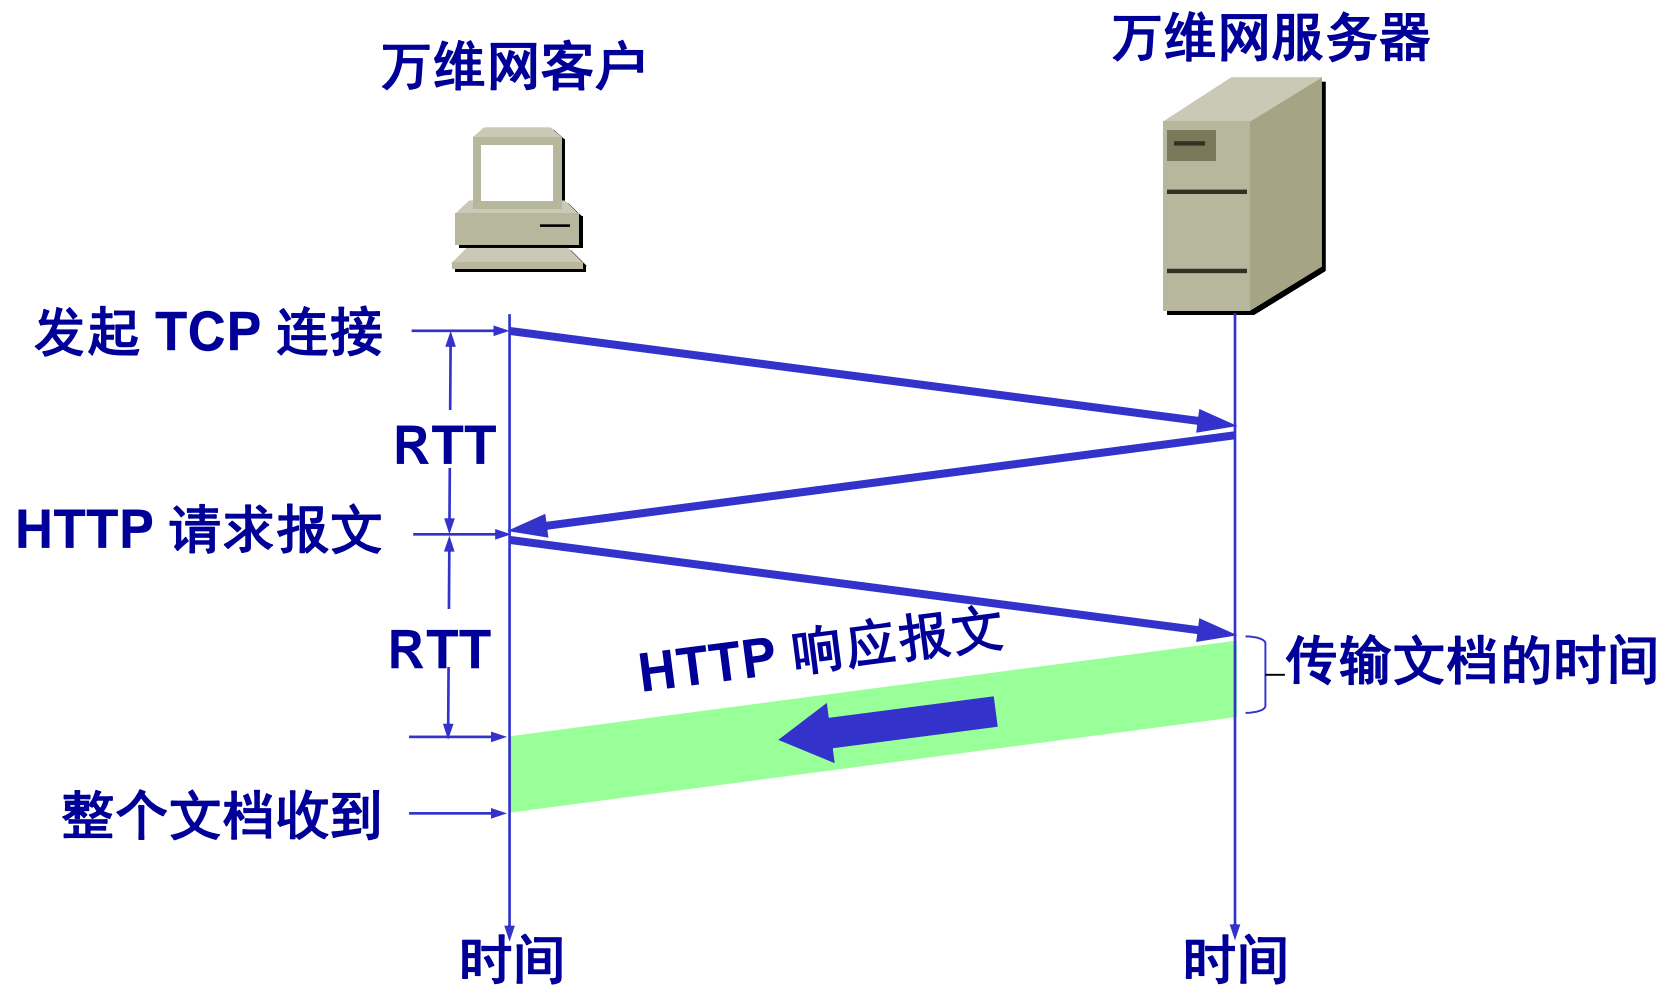 万维网客户
万维网服务器
发起 TCP 连接
RTT
HTTP 请求报文
RTT
HTTP 响应报文
传输文档的时间
整个文档收到
时间
时间